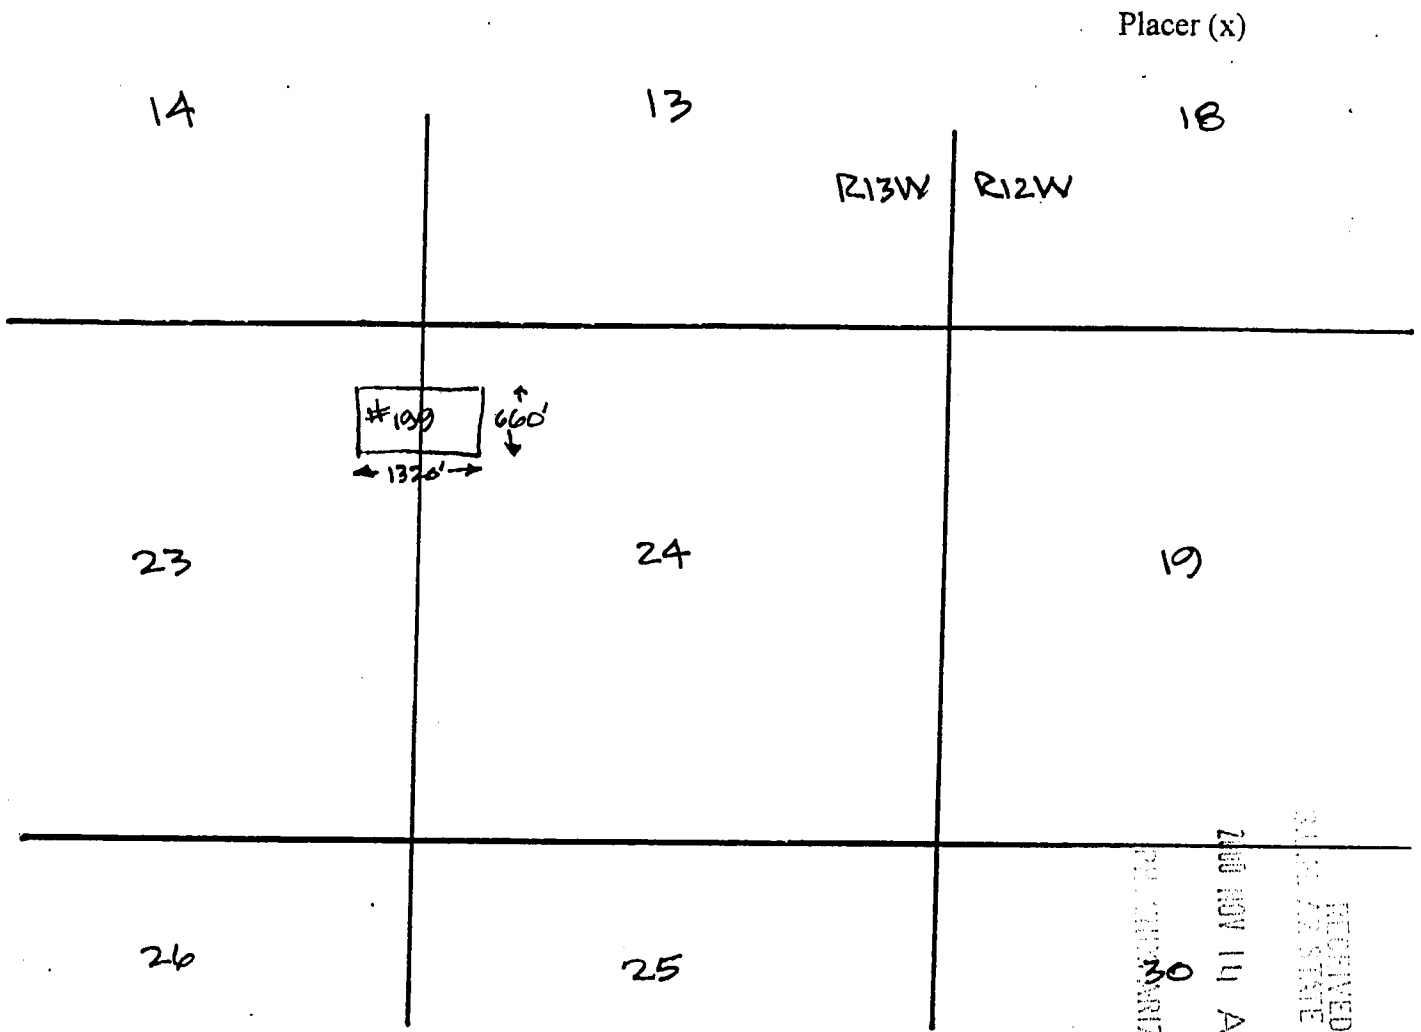 Placer (x)
14
13
18
R13W
R12W
#199
660'
1320'
23
24
19
26
25
30
RECEIVED
STATE
2000 NOV 14 A